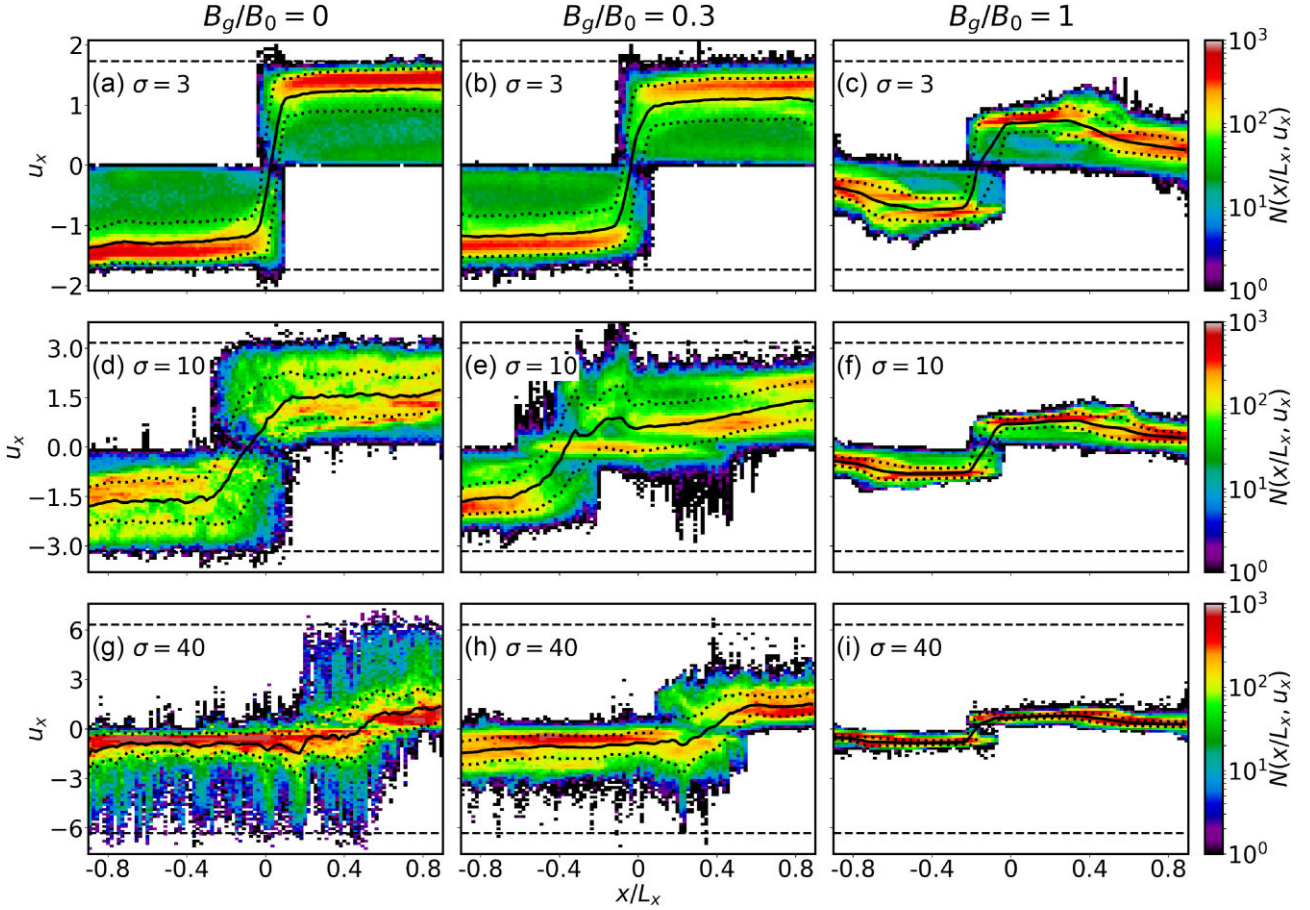 B_g/B_0 = 0
B_g/B_0 = 0.3
B_g/B_0 = 1
(a) σ = 3
(b) σ = 3
(c) σ = 3
u_x
2
1
0
−1
−2
10^3
10^2
10^1
10^0
N(x/L_x, u_x)
(d) σ = 10
(e) σ = 10
(f) σ = 10
u_x
3.0
1.5
0.0
−1.5
−3.0
10^3
10^2
10^1
10^0
N(x/L_x, u_x)
(g) σ = 40
(h) σ = 40
(i) σ = 40
u_x
6
3
0
−3
−6
10^3
10^2
10^1
10^0
N(x/L_x, u_x)
-0.8 -0.4 0 0.4 0.8
-0.8 -0.4 0 0.4 0.8
-0.8 -0.4 0 0.4 0.8
x/L_x